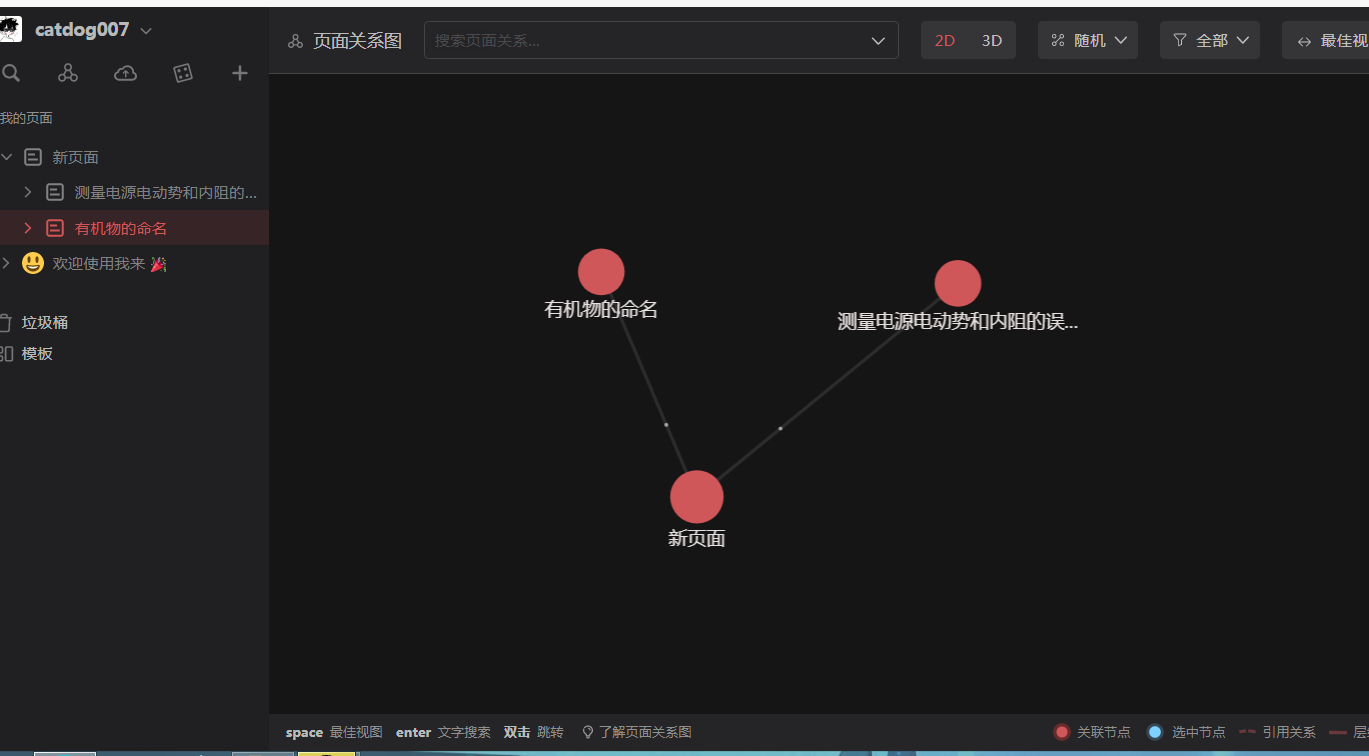 catdog007
页面关系图
搜索页面关系...
2D
3D
随机
全部
最佳视
我的页面
新页面
测量电源电动势和内阻的...
有机物的命名
欢迎使用我来
垃圾桶
模板
有机物的命名
测量电源电动势和内阻的误...
新页面
space 最佳视图 enter 文字搜索 双击 跳转 了解页面关系图
关联节点 选中节点 引用关系 层